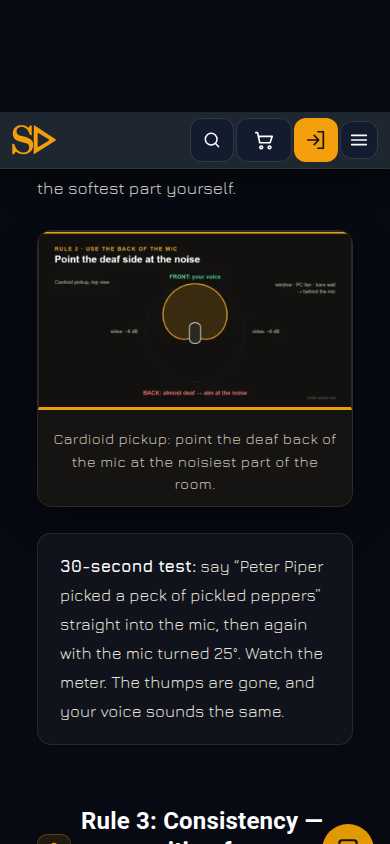 the softest part yourself.
RULE 2 · USE THE BACK OF THE MIC
Point the deaf side at the noise
FRONT: your voice
Cardioid pickup, top view
window · PC fan · bare wall
→ behind the mic
sides: −6 dB
sides: −6 dB
BACK: almost deaf — aim at the noise
Cardioid pickup: point the deaf back of
the mic at the noisiest part of the
room.
30-second test: say “Peter Piper
picked a peck of pickled peppers”
straight into the mic, then again
with the mic turned 25°. Watch the
meter. The thumps are gone, and
your voice sounds the same.
Rule 3: Consistency —